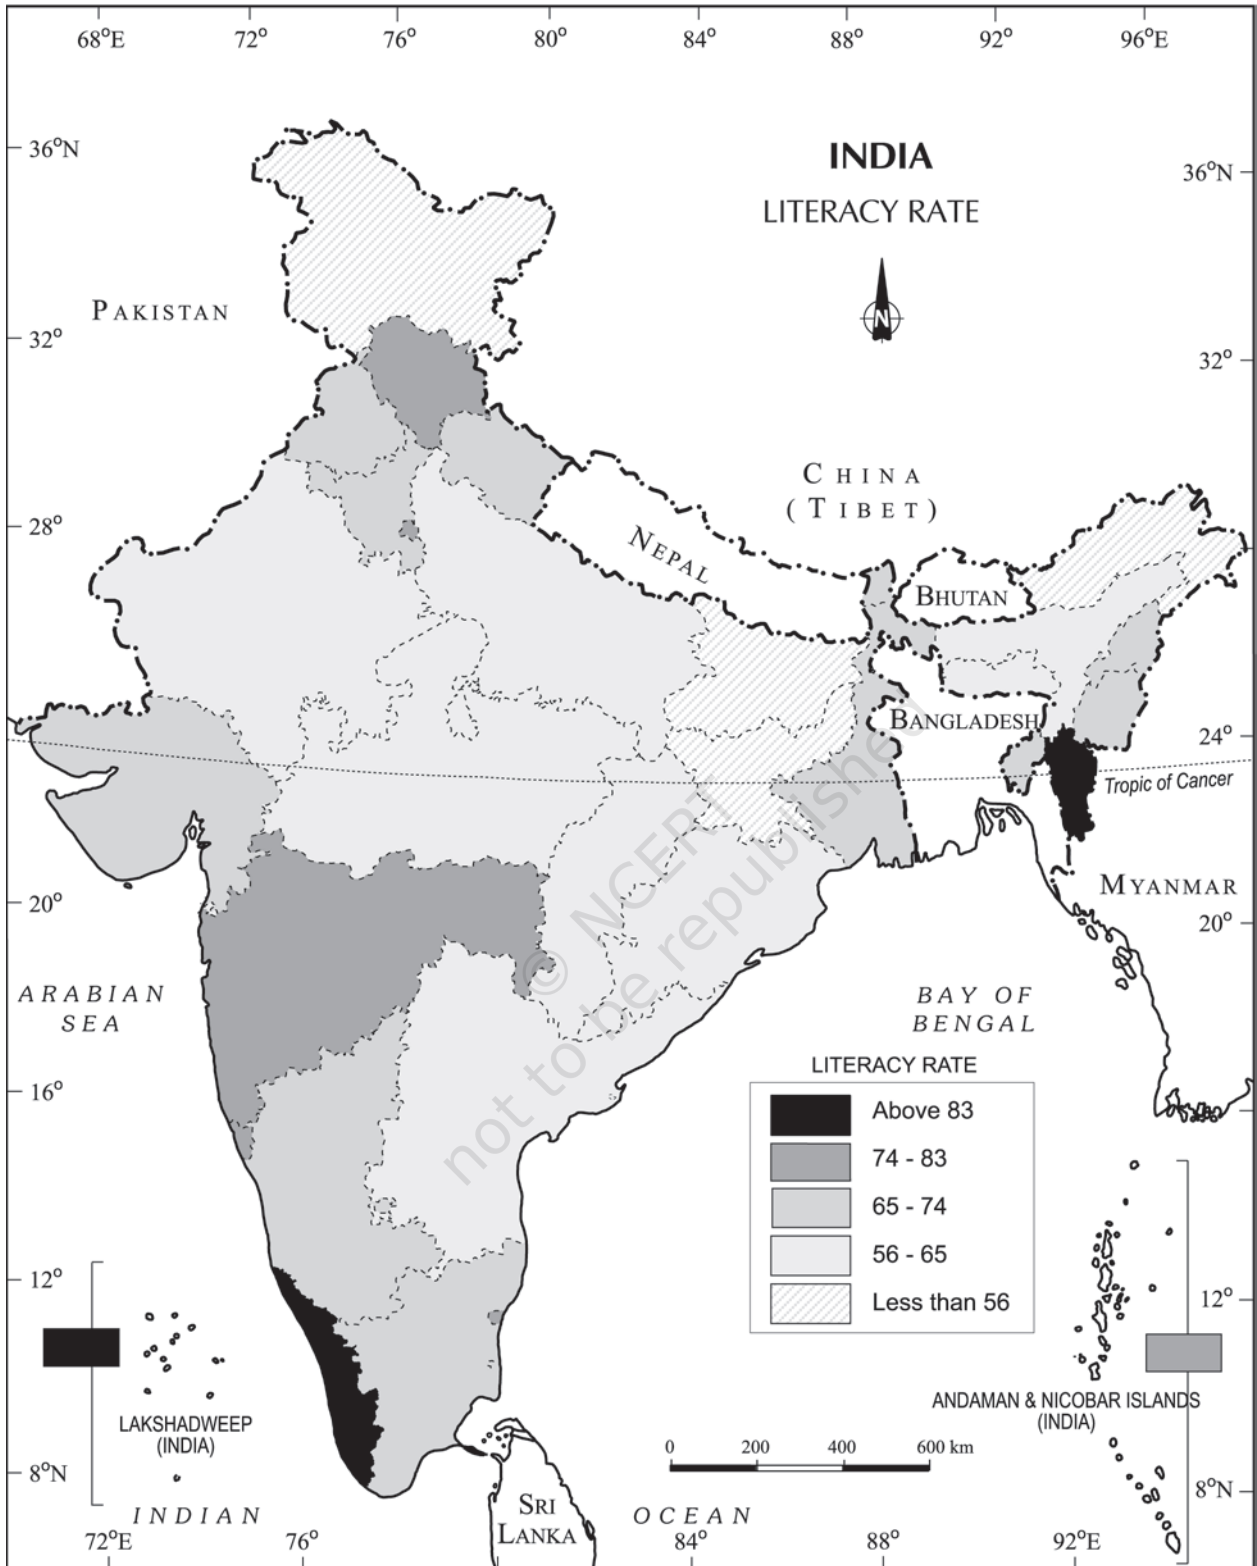 68°E 72° 76° 80° 84° 88° 92° 96°E
36°N
INDIA
36°N
LITERACY RATE
PAKISTAN
N
32°
32°
CHINA
(TIBET)
28°
NEPAL
BHUTAN
BANGLADESH
24°
Tropic of Cancer
MYANMAR
20°
20°
© NCERT
not to be republished
ARABIAN
SEA
BAY OF
BENGAL
LITERACY RATE
16°
Above 83
74 - 83
65 - 74
56 - 65
Less than 56
12°
12°
LAKSHADWEEP
(INDIA)
ANDAMAN & NICOBAR ISLANDS
(INDIA)
0 200 400 600 km
8°N
8°N
SRI
LANKA
INDIAN OCEAN
72°E 76° 84° 88° 92°E